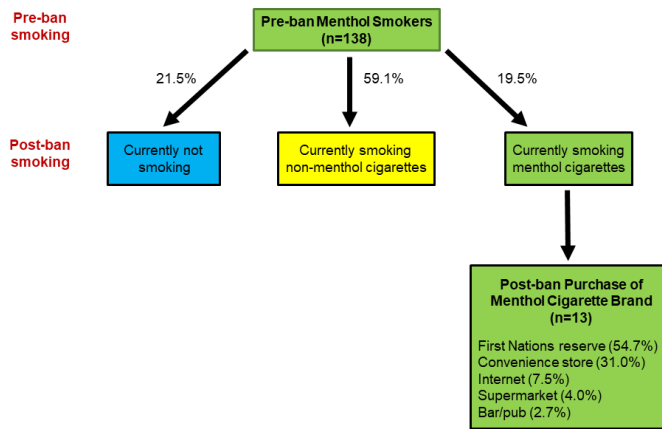 Pre-ban
smoking
Pre-ban Menthol Smokers
(n=138)
21.5%
59.1%
19.5%
Post-ban
smoking
Currently not
smoking
Currently smoking
non-menthol cigarettes
Currently smoking
menthol cigarettes
Post-ban Purchase of
Menthol Cigarette Brand
(n=13)
First Nations reserve (54.7%)
Convenience store (31.0%)
Internet (7.5%)
Supermarket (4.0%)
Bar/pub (2.7%)